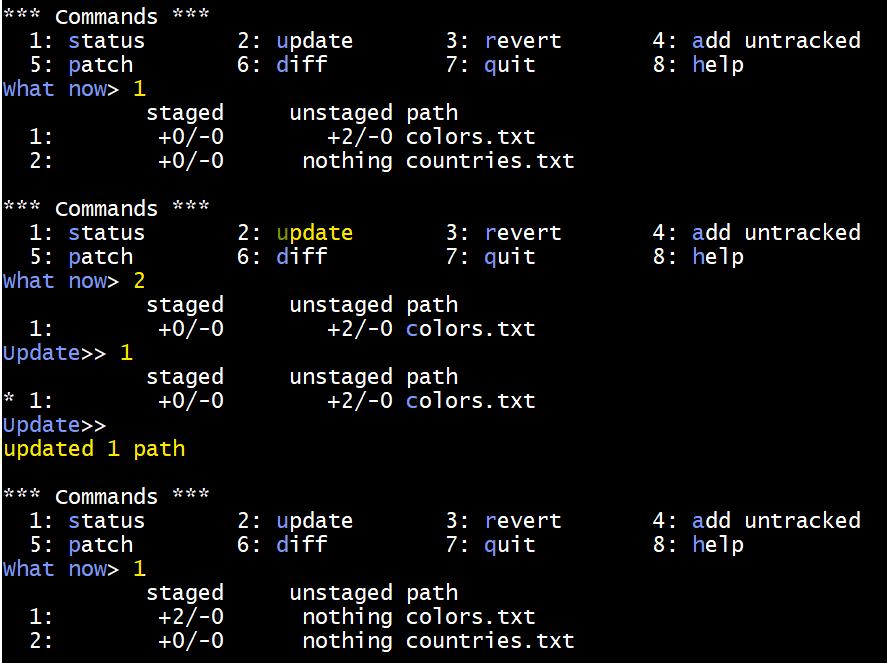 *** Commands ***
  1: status       2: update       3: revert       4: add untracked
  5: patch        6: diff         7: quit         8: help
What now> 1
           staged     unstaged path
  1:        +0/-0        +2/-0 colors.txt
  2:        +0/-0      nothing countries.txt

*** Commands ***
  1: status       2: update       3: revert       4: add untracked
  5: patch        6: diff         7: quit         8: help
What now> 2
           staged     unstaged path
  1:        +0/-0        +2/-0 colors.txt
Update>> 1
           staged     unstaged path
* 1:        +0/-0        +2/-0 colors.txt
Update>>
updated 1 path

*** Commands ***
  1: status       2: update       3: revert       4: add untracked
  5: patch        6: diff         7: quit         8: help
What now> 1
           staged     unstaged path
  1:        +2/-0      nothing colors.txt
  2:        +0/-0      nothing countries.txt